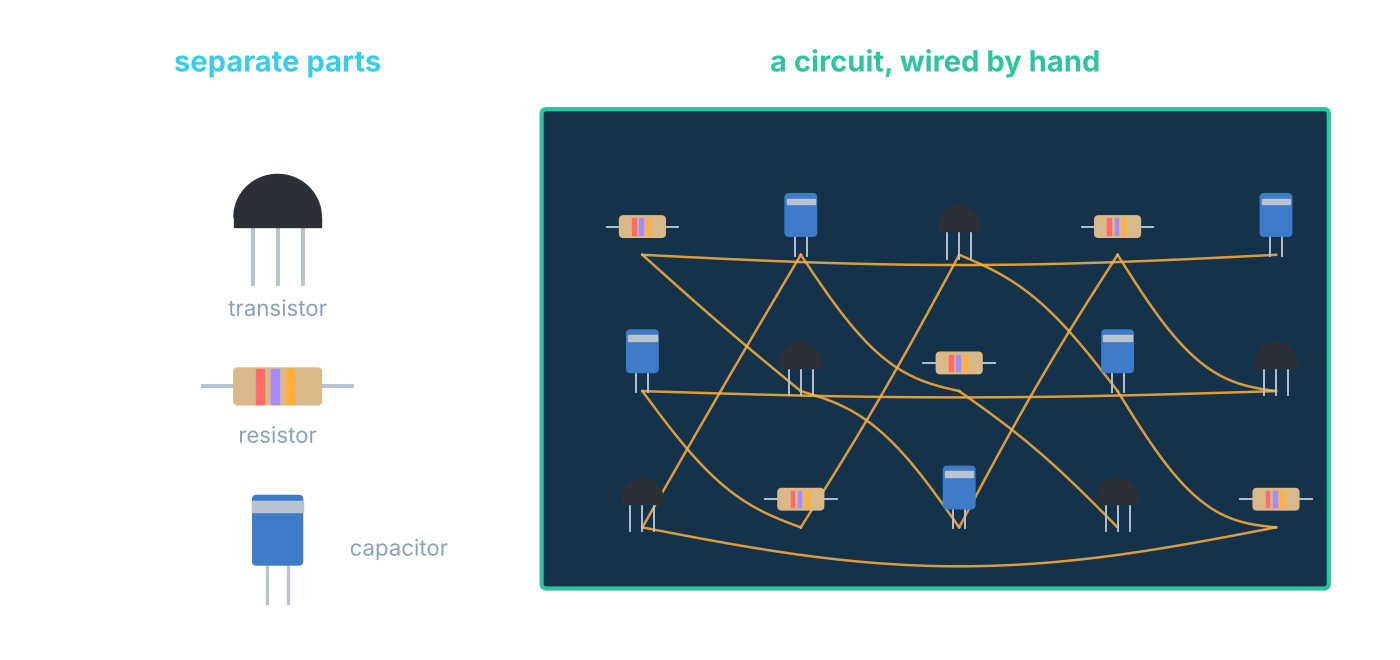 separate parts
a circuit, wired by hand
transistor
resistor
capacitor